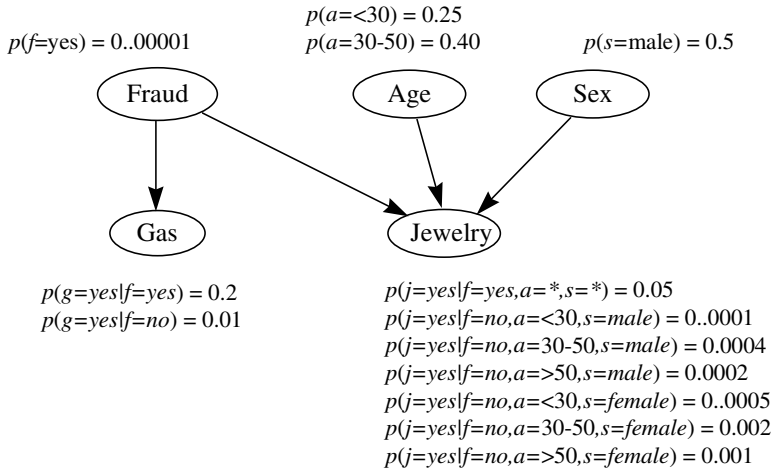 p(a=<30) = 0.25
p(f=yes) = 0..00001
p(a=30-50) = 0.40
p(s=male) = 0.5
Fraud
Age
Sex
Gas
Jewelry
p(g=yes|f=yes) = 0.2
p(g=yes|f=no) = 0.01
p(j=yes|f=yes,a=*,s=*) = 0.05
p(j=yes|f=no,a=<30,s=male) = 0..0001
p(j=yes|f=no,a=30-50,s=male) = 0.0004
p(j=yes|f=no,a=>50,s=male) = 0.0002
p(j=yes|f=no,a=<30,s=female) = 0..0005
p(j=yes|f=no,a=30-50,s=female) = 0.002
p(j=yes|f=no,a=>50,s=female) = 0.001